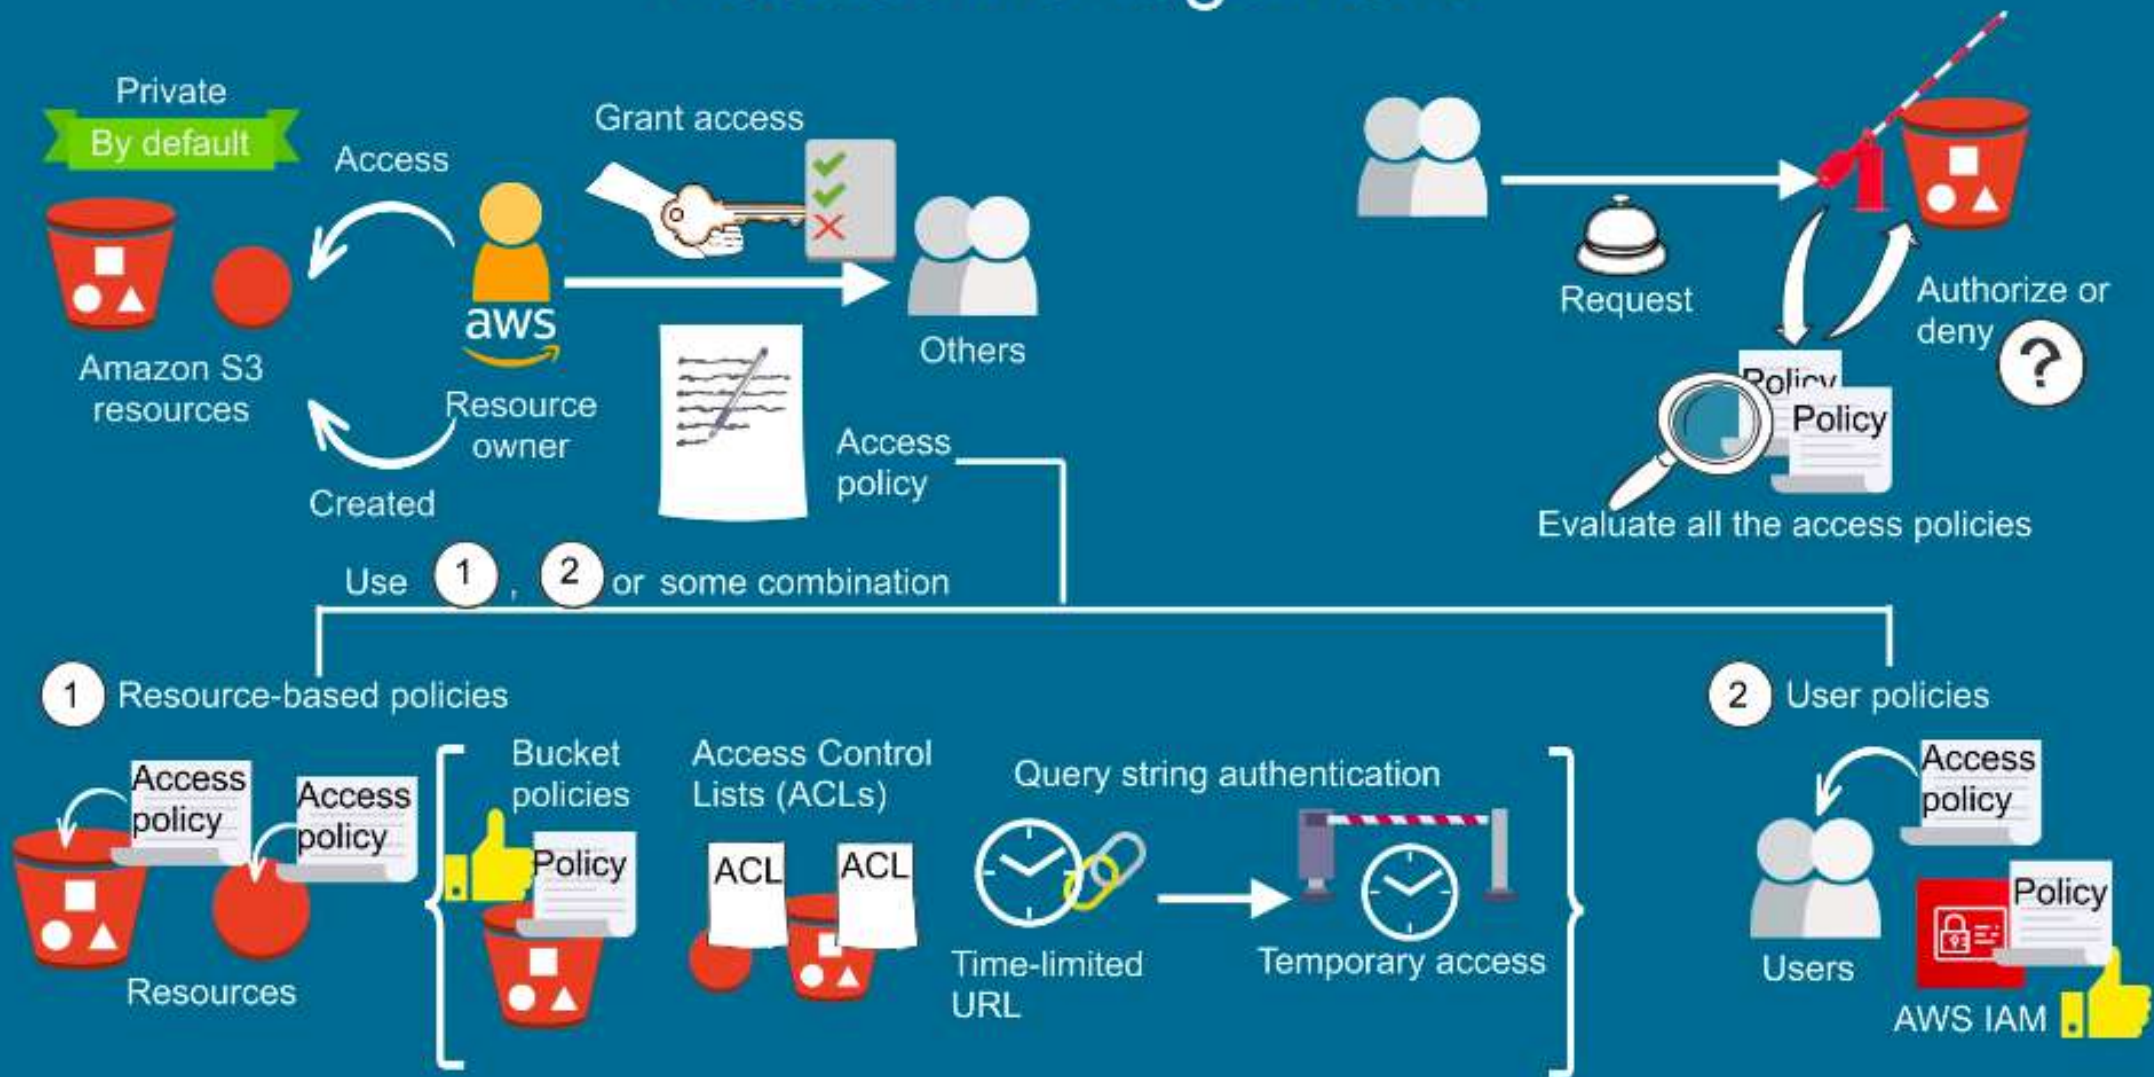 Private
By default
Access
Grant access
Amazon S3
resources
aws
Resource
owner
Created
Others
Access
policy
Request
Authorize or
deny
?
Policy
Policy
Evaluate all the access policies
Use 1 , 2 or some combination
1 Resource-based policies
Access
policy
Access
policy
Resources
Bucket
policies
Policy
Access Control
Lists (ACLs)
ACL
ACL
Query string authentication
Time-limited
URL
Temporary access
2 User policies
Access
policy
Users
Policy
AWS IAM